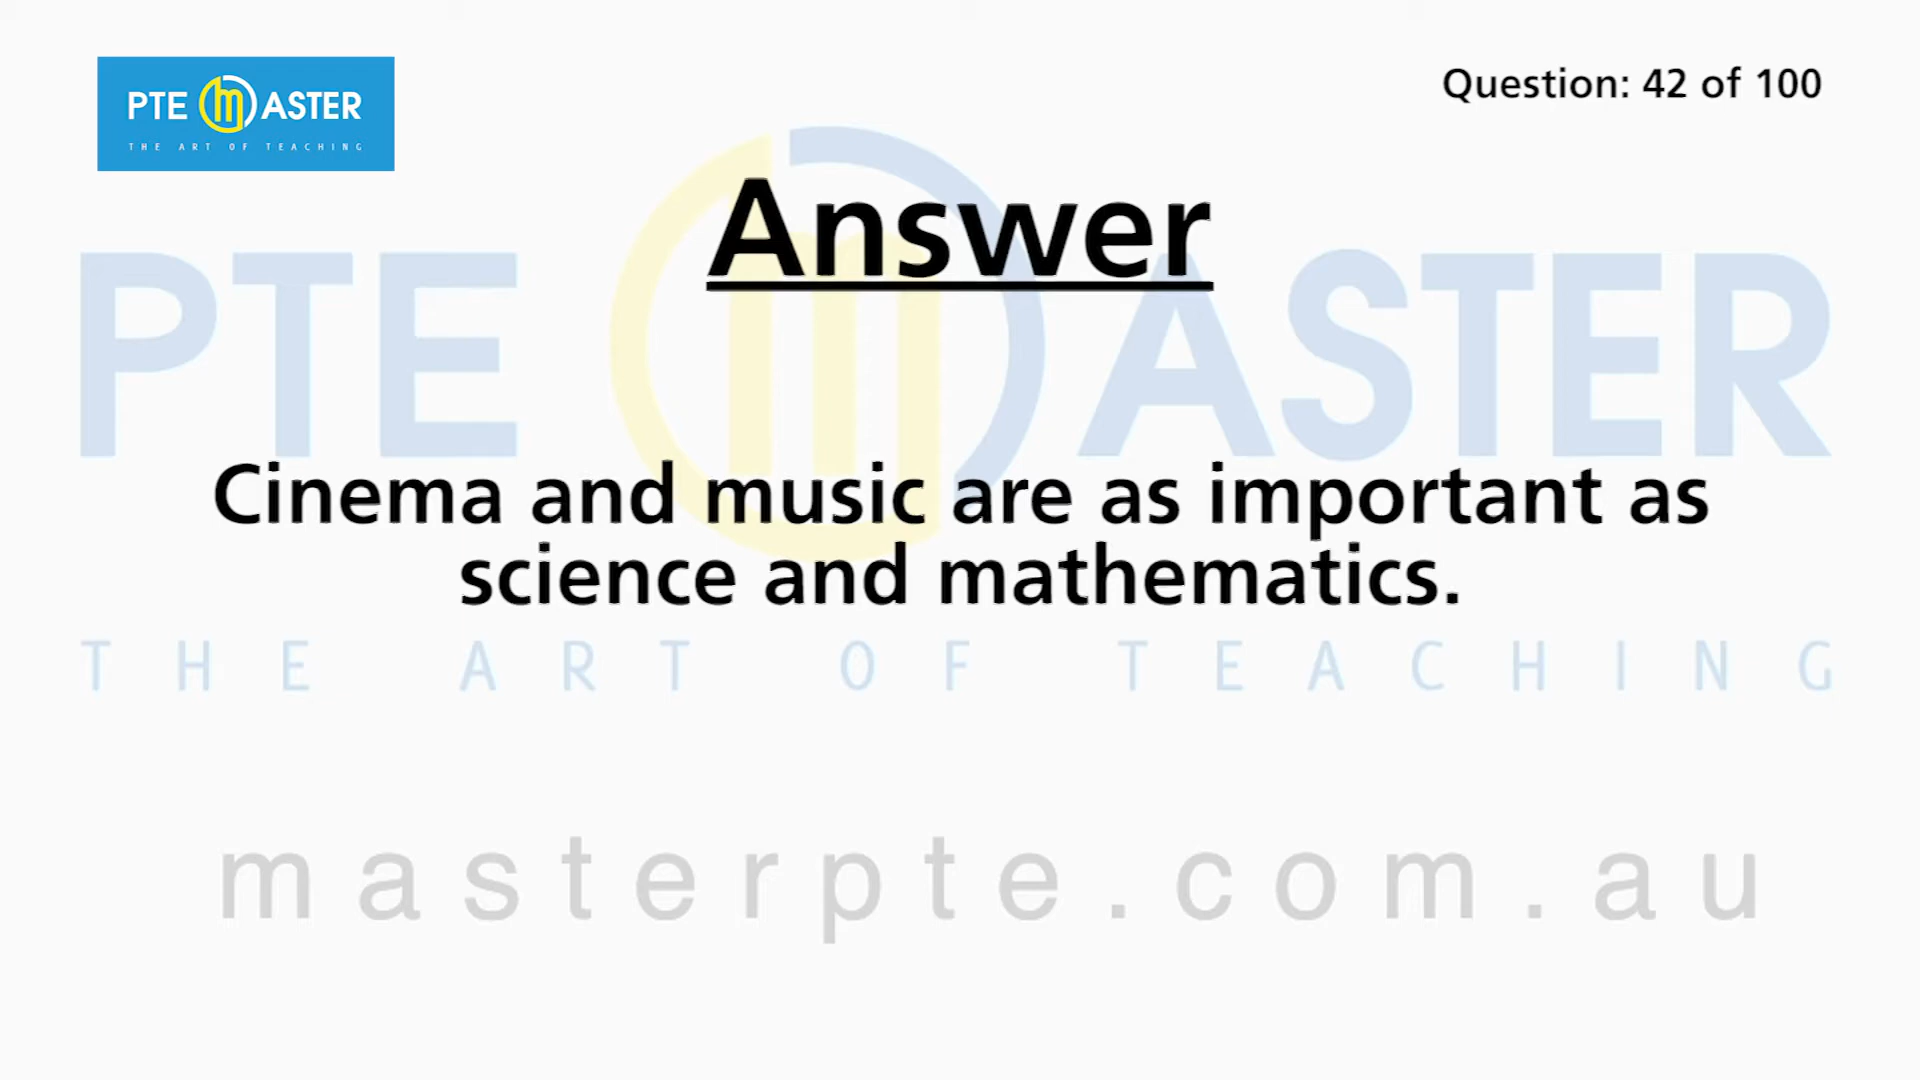 PTE MASTER
THE ART OF TEACHING
Question: 42 of 100
Answer
PTE MASTER
Cinema and music are as important as
science and mathematics.
THE ART OF TEACHING
masterpte.com.au